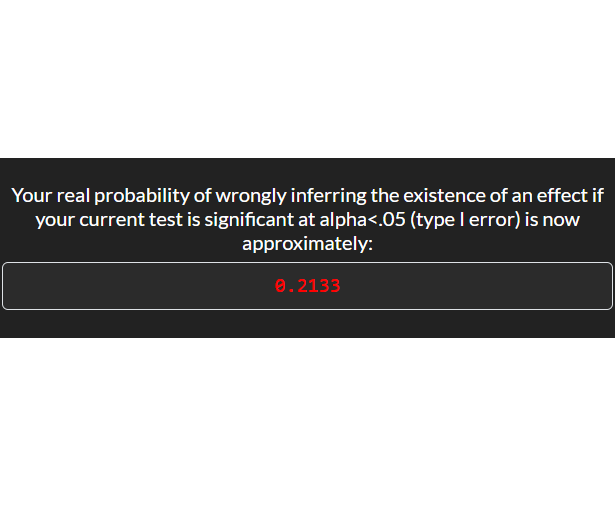 Your real probability of wrongly inferring the existence of an effect if
your current test is significant at alpha<.05 (type I error) is now
approximately:
0.2133